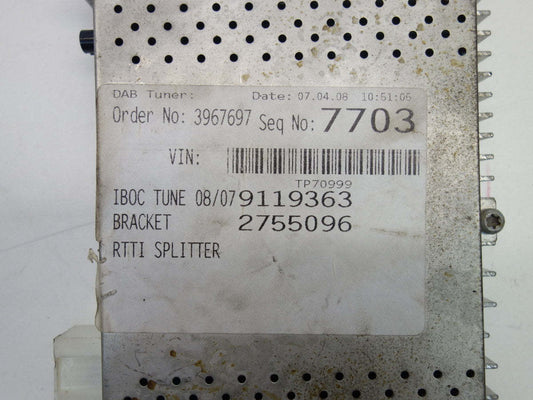 DAB Tuner: Date: 07.04.08 10:51:06
Order No: 3967697 Seq No: 7703
VIN:
TP70999
IBOC TUNE 08/07 9119363
BRACKET 2755096
RTTI SPLITTER